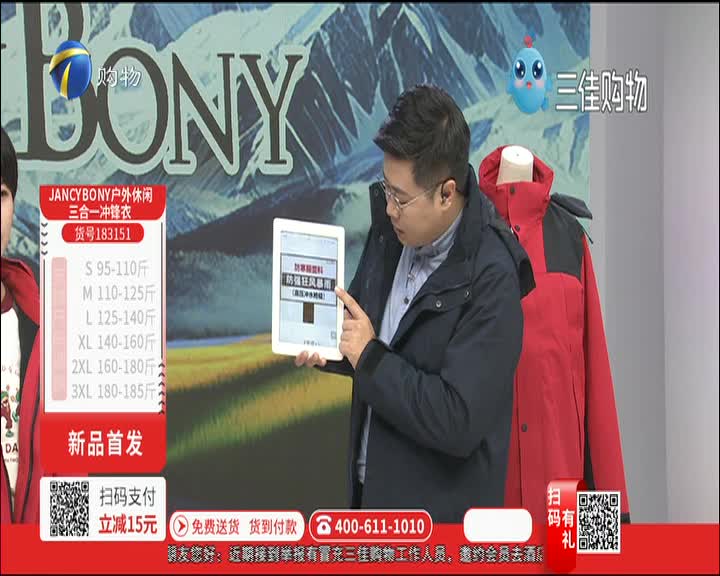 BONY
购物
三佳购物
JANCYBONY户外休闲
三合一冲锋衣
货号183151
S 95-110斤
M 110-125斤
L 125-140斤
XL 140-160斤
2XL 160-180斤
3XL 180-185斤
新品首发
扫码支付
立减15元
防寒服面料
防强狂风暴雨
免费送货 货到付款
400-611-1010
扫码有礼
朋友您好：近期接到举报有冒充三佳购物工作人员，邀约会员去酒店